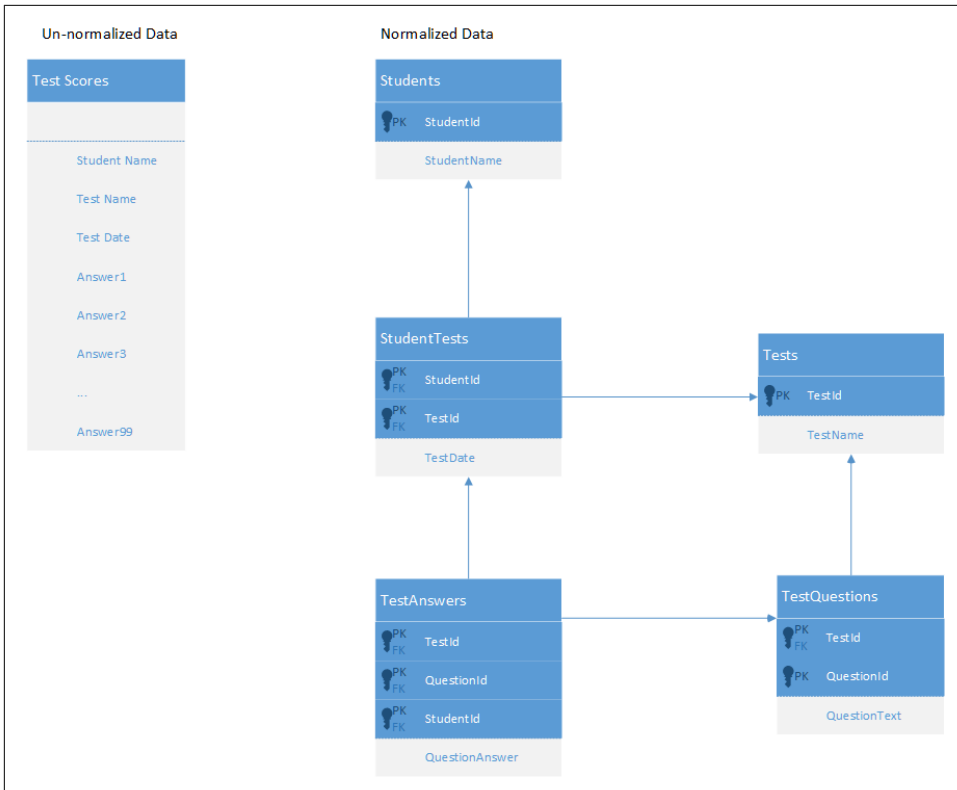 Un-normalized Data
Test Scores
Student Name
Test Name
Test Date
Answer1
Answer2
Answer3
...
Answer99
Normalized Data
Students
PK StudentId
StudentName
StudentTests
PK
FK StudentId
PK
FK TestId
TestDate
Tests
PK TestId
TestName
TestAnswers
PK
FK TestId
PK
FK QuestionId
PK
FK StudentId
QuestionAnswer
TestQuestions
PK
FK TestId
PK QuestionId
QuestionText